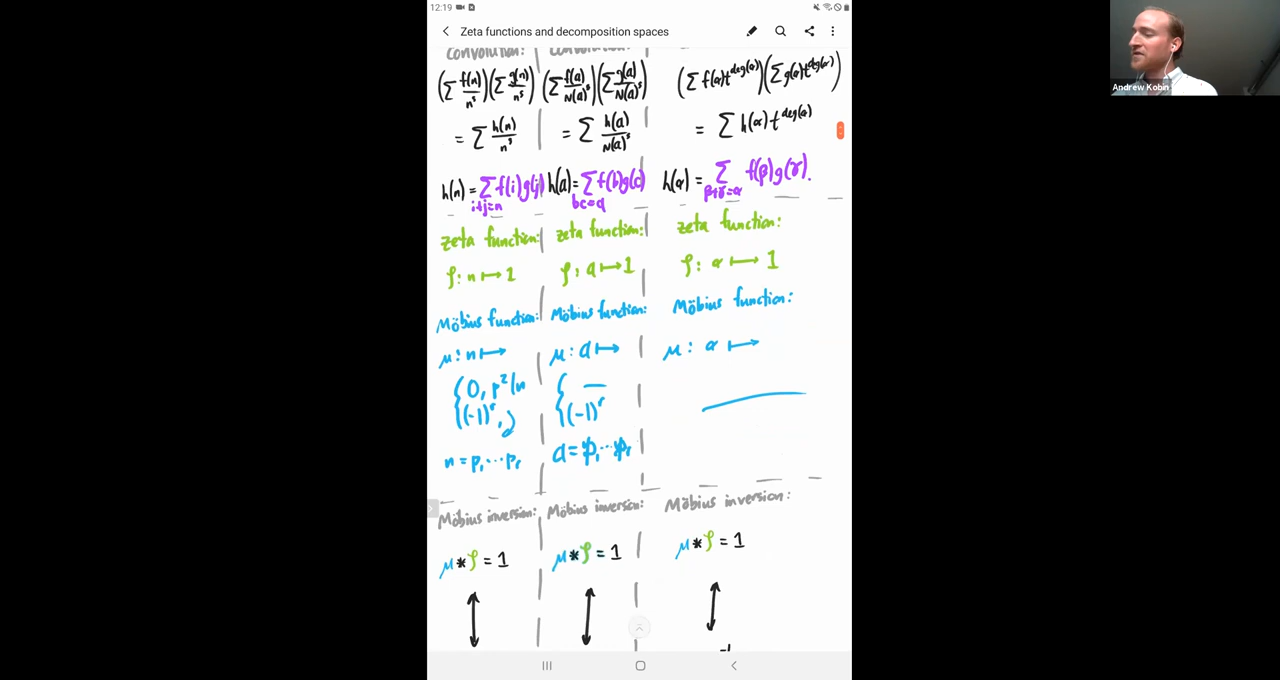 12:19
Zeta functions and decomposition spaces
Andrew Kobin
convolution: convolution:
(Σ f(n)/n^s)(Σ g(n)/n^s) (Σ f(a)/N(a)^s)(Σ g(a)/N(a)^s) (Σ f(α)t^deg(α))(Σ g(α)t^deg(α))
= Σ h(n)/n^s = Σ h(a)/N(a)^s = Σ h(α)t^deg(α)
h(n) = Σ f(i)g(j) h(a) = Σ f(b)g(c) h(α) = Σ f(β)g(γ).
i+j=n bc=a β+γ=α
zeta function: zeta function: zeta function:
ζ: n ↦ 1 ζ: a ↦ 1 ζ: α ↦ 1
Möbius function: Möbius function: Möbius function:
μ: n ↦ μ: a ↦ μ: α ↦
{0, p²|n {—
(-1)^r, (-1)^r
n = p₁⋯pᵣ a = p₁⋯pᵣ
Möbius inversion: Möbius inversion: Möbius inversion:
μ * ζ = 1 μ * ζ = 1 μ * ζ = 1